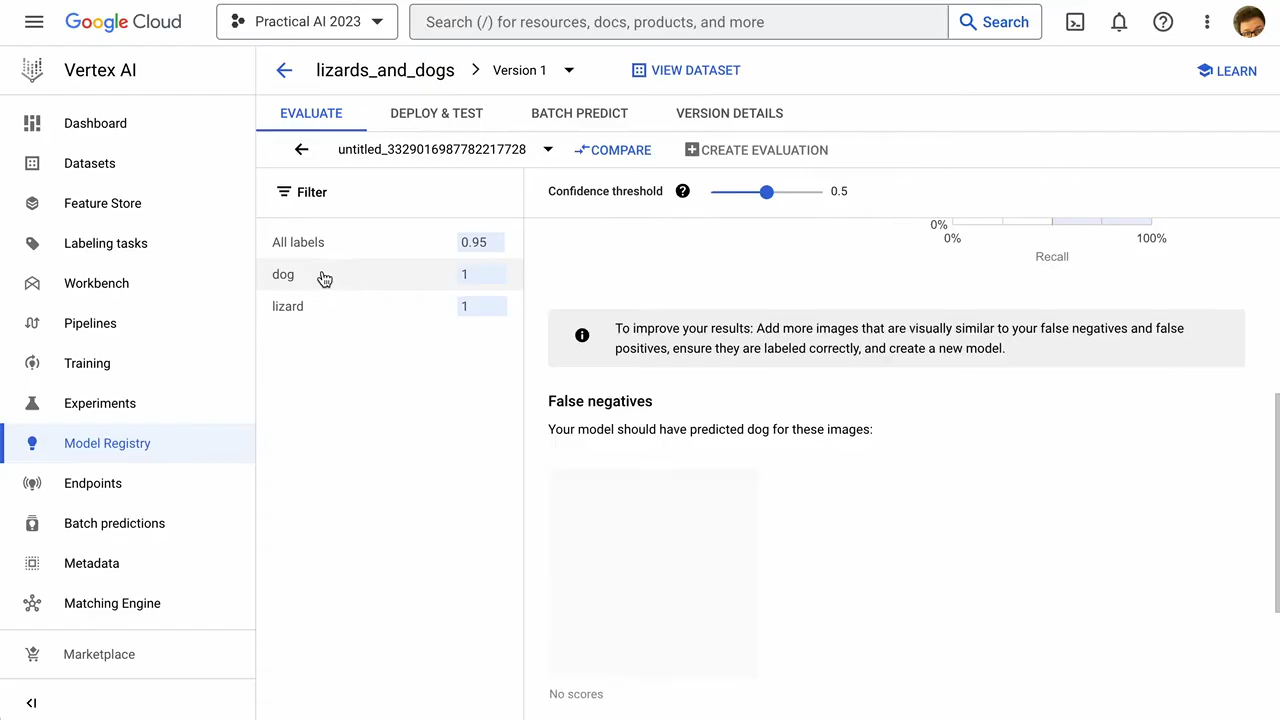 Google Cloud
Practical AI 2023
Search (/) for resources, docs, products, and more
Search
Vertex AI
lizards_and_dogs
Version 1
VIEW DATASET
LEARN
Dashboard
Datasets
Feature Store
Labeling tasks
Workbench
Pipelines
Training
Experiments
Model Registry
Endpoints
Batch predictions
Metadata
Matching Engine
Marketplace
EVALUATE
DEPLOY & TEST
BATCH PREDICT
VERSION DETAILS
untitled_3329016987782217728
COMPARE
CREATE EVALUATION
Filter
All labels 0.95
dog 1
lizard 1
Confidence threshold 0.5
0%
0% 100%
Recall
To improve your results: Add more images that are visually similar to your false negatives and false
positives, ensure they are labeled correctly, and create a new model.
False negatives
Your model should have predicted dog for these images:
No scores